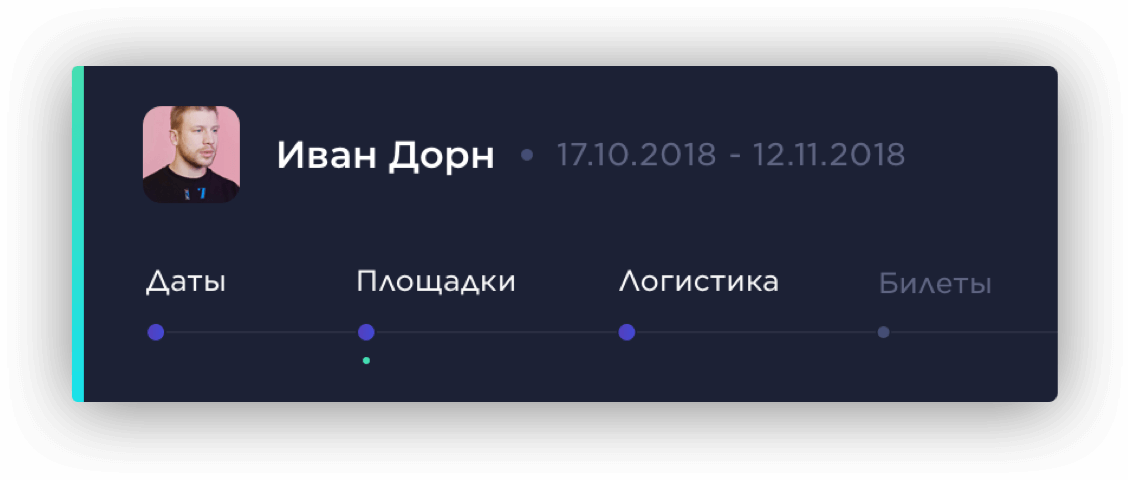 Иван Дорн • 17.10.2018 - 12.11.2018
Даты Площадки Логистика Билеты